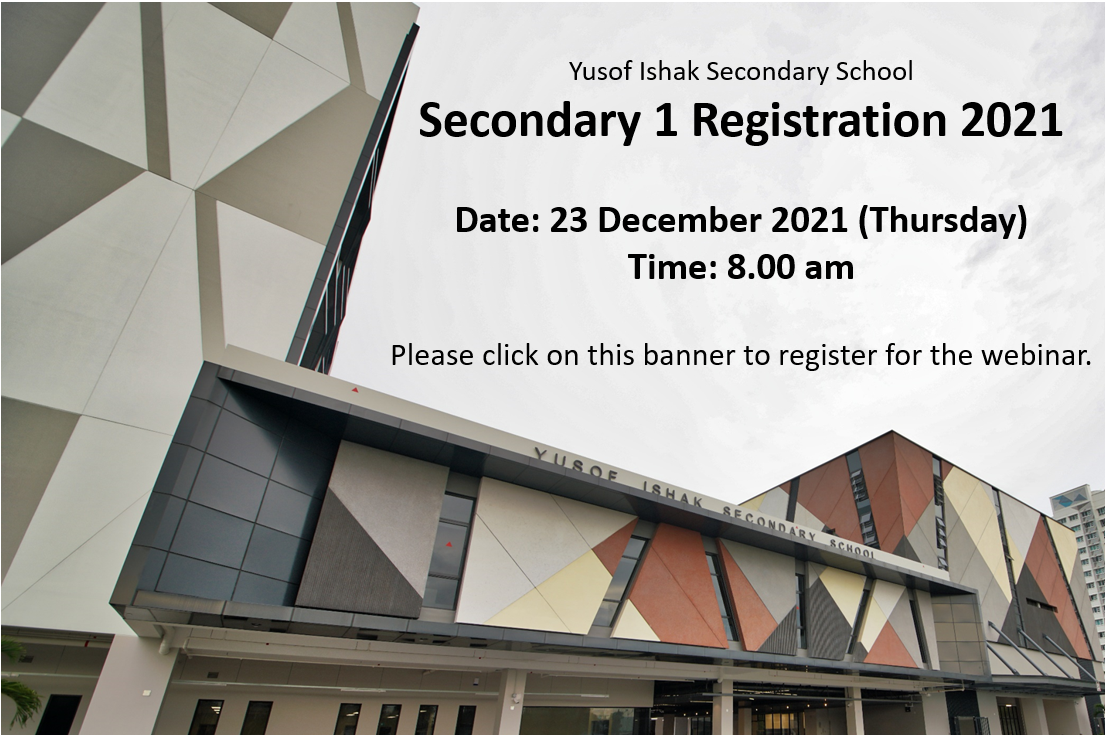 Yusof Ishak Secondary School
Secondary 1 Registration 2021
Date: 23 December 2021 (Thursday)
Time: 8.00 am
Please click on this banner to register for the webinar.
YUSOF ISHAK SECONDARY SCHOOL